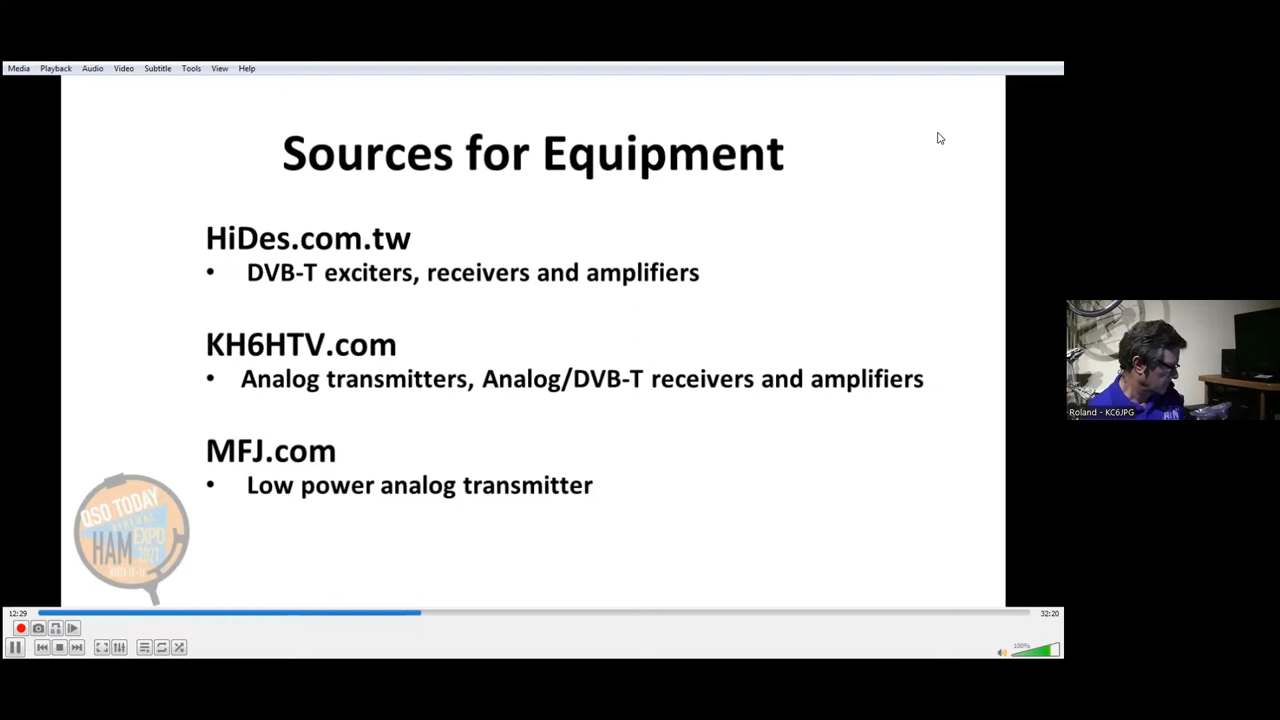 Media Playback Audio Video Subtitle Tools View Help
Sources for Equipment
HiDes.com.tw
• DVB-T exciters, receivers and amplifiers
KH6HTV.com
• Analog transmitters, Analog/DVB-T receivers and amplifiers
MFJ.com
• Low power analog transmitter
QSO TODAY
VIRTUAL
HAM EXPO
12:29
32:20
100%
Roland - KC6JPG